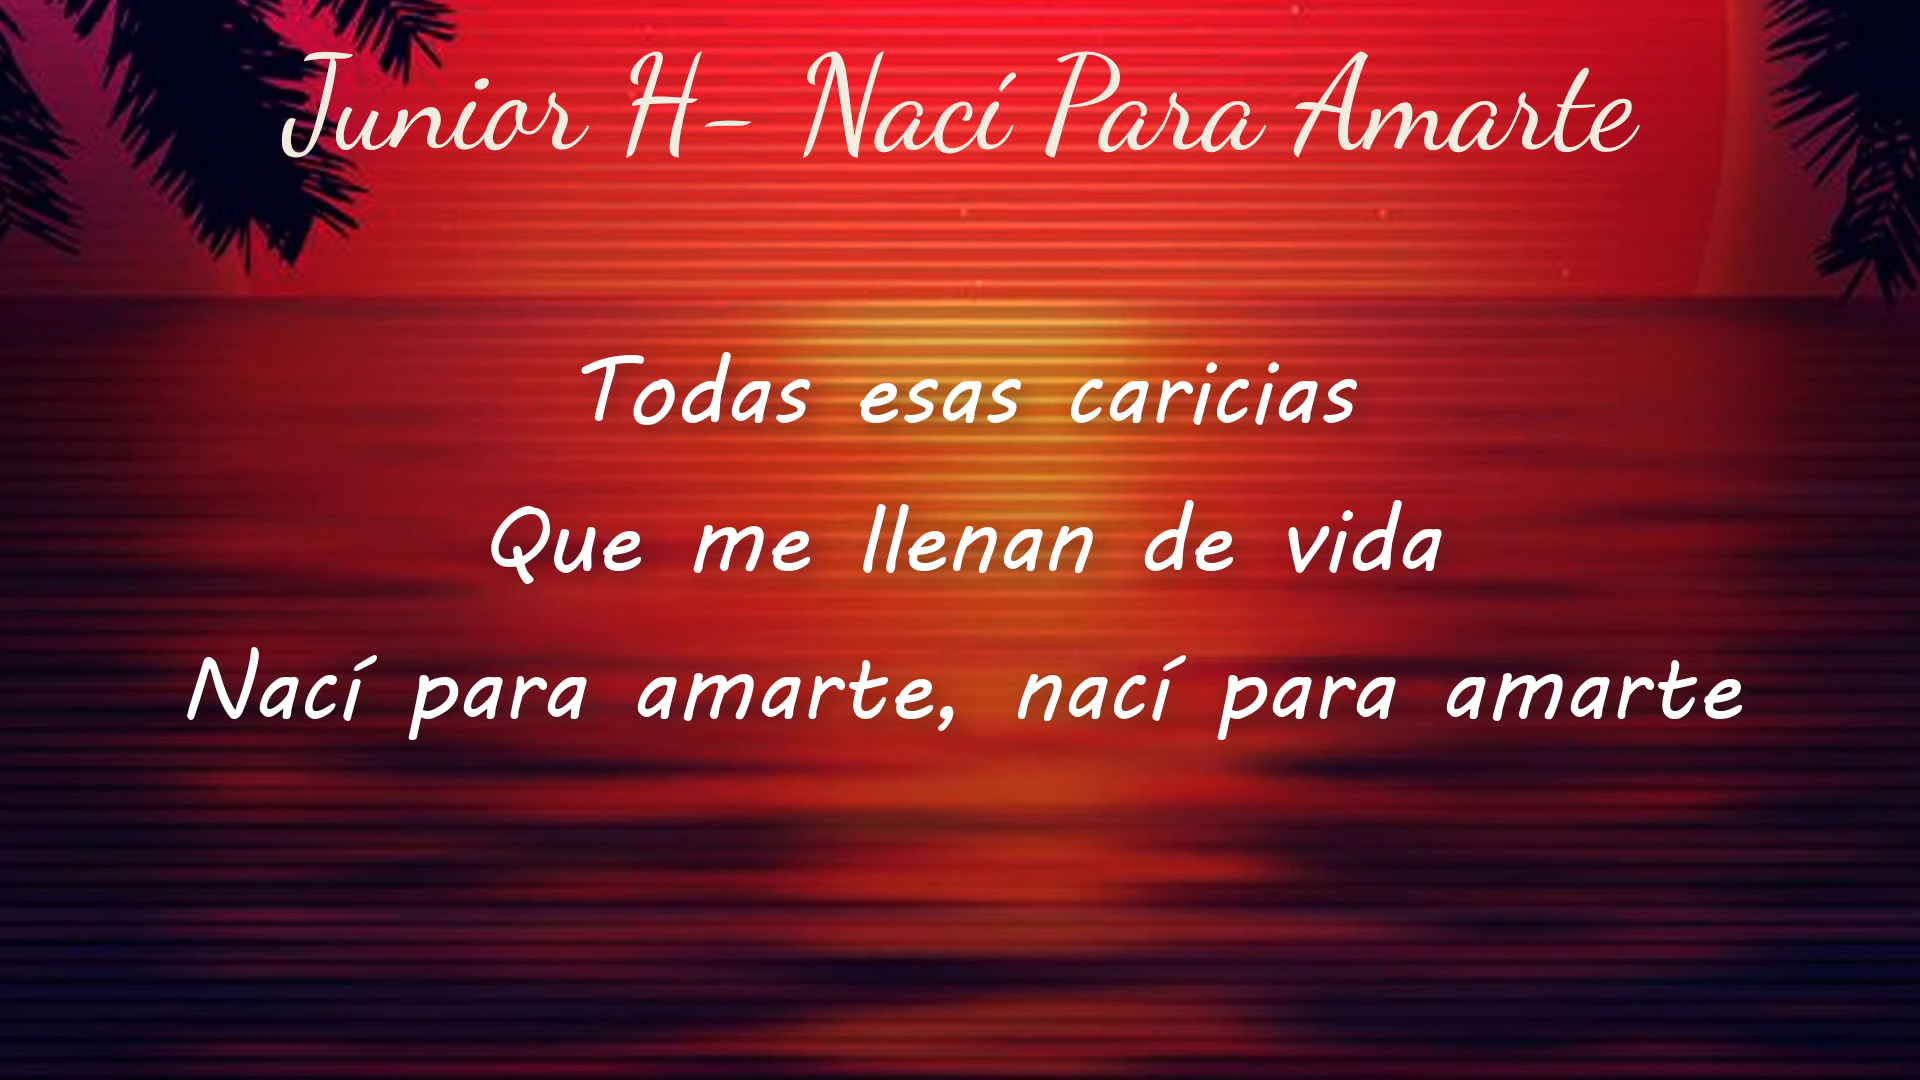 Junior H- Nací Para Amarte
Todas esas caricias
Que me llenan de vida
Nací para amarte, nací para amarte